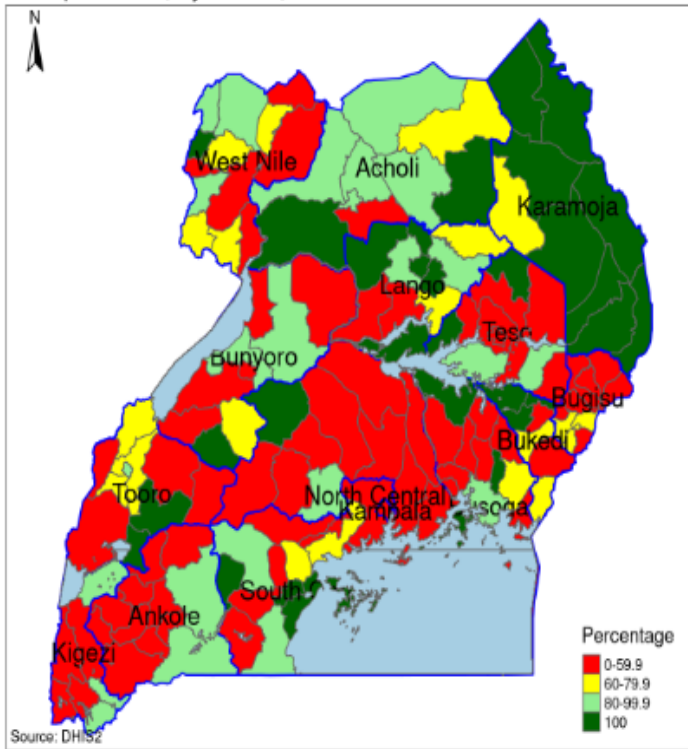 N
West Nile
Acholi
Karamoja
Lango
Teso
Bunyoro
Bugisu
Bukedi
North Central
Tooro
Kampala
South
Ankole
Kigezi
Percentage
0-59.9
60-79.9
80-99.9
100
Source: DHIS2